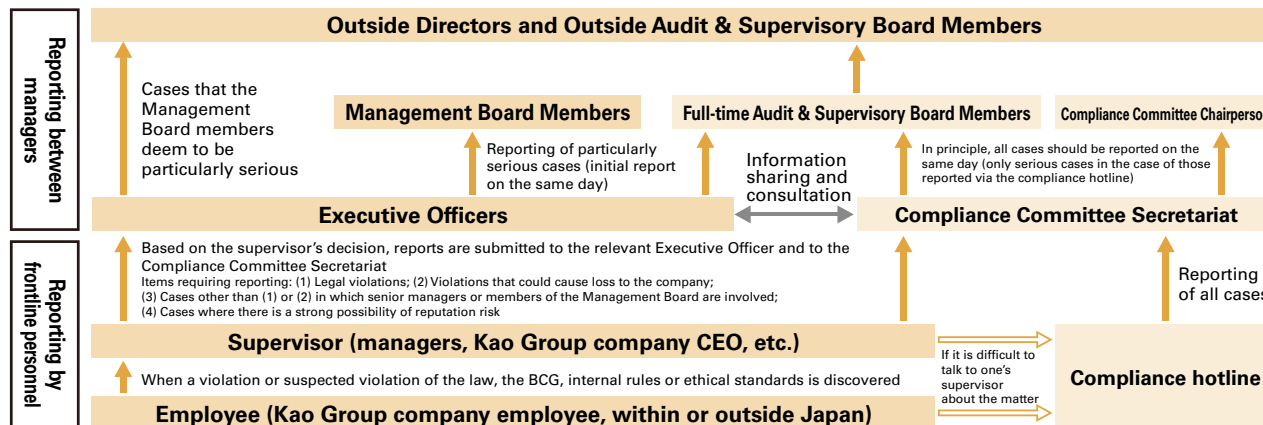 Outside Directors and Outside Audit & Supervisory Board Members
Reporting between
managers
Cases that the
Management
Board members
deem to be
particularly serious
Management Board Members
Full-time Audit & Supervisory Board Members
Compliance Committee Chairperso
Reporting of particularly
serious cases (initial report
on the same day)
Information
sharing and
consultation
In principle, all cases should be reported on the
same day (only serious cases in the case of those
reported via the compliance hotline)
Executive Officers
Compliance Committee Secretariat
Reporting by
frontline personnel
Based on the supervisor's decision, reports are submitted to the relevant Executive Officer and to the
Compliance Committee Secretariat
Items requiring reporting: (1) Legal violations; (2) Violations that could cause loss to the company;
(3) Cases other than (1) or (2) in which senior managers or members of the Management Board are involved;
(4) Cases where there is a strong possibility of reputation risk
Reporting
of all cases
Supervisor (managers, Kao Group company CEO, etc.)
When a violation or suspected violation of the law, the BCG, internal rules or ethical standards is discovered
If it is difficult to
talk to one's
supervisor
about the matter
Compliance hotline
Employee (Kao Group company employee, within or outside Japan)